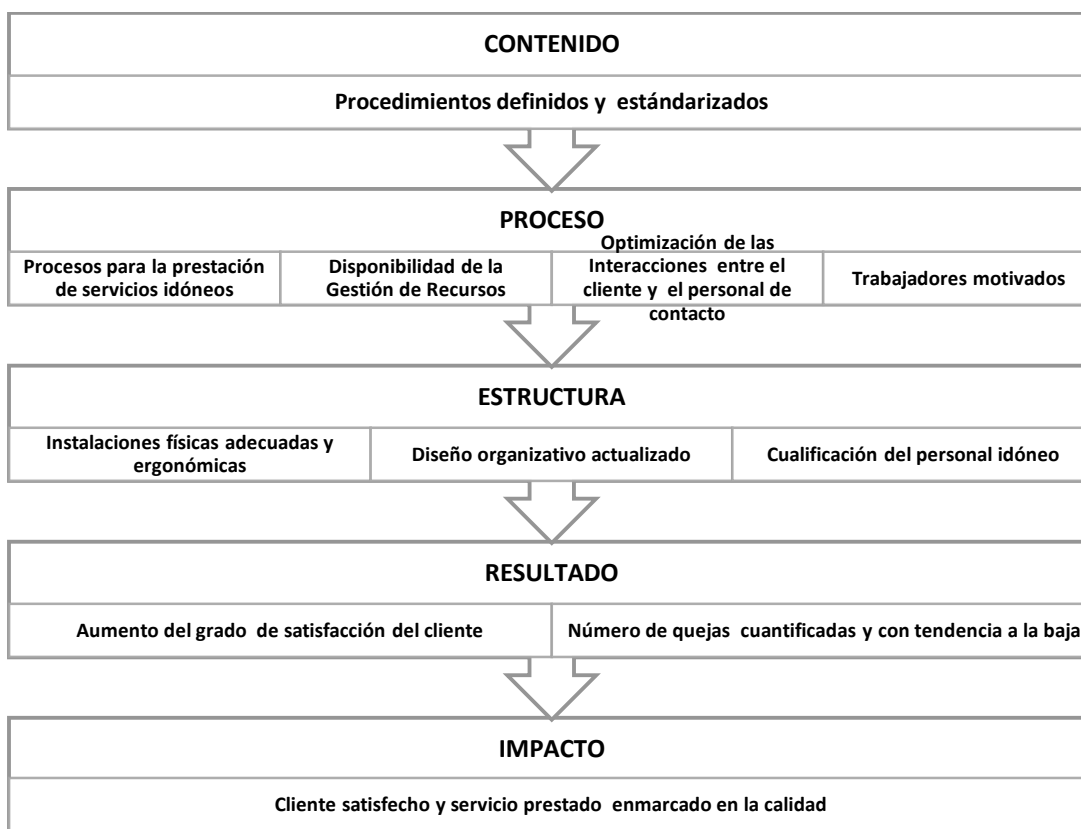 CONTENIDO
Procedimientos definidos y estándarizados
PROCESO
Procesos para la prestación
de servicios idóneos
Disponibilidad de la
Gestión de Recursos
Optimización de las
Interacciones entre el
cliente y el personal de
contacto
Trabajadores motivados
ESTRUCTURA
Instalaciones físicas adecuadas y
ergonómicas
Diseño organizativo actualizado
Cualificación del personal idóneo
RESULTADO
Aumento del grado de satisfacción del cliente
Número de quejas cuantificadas y con tendencia a la baja
IMPACTO
Cliente satisfecho y servicio prestado enmarcado en la calidad